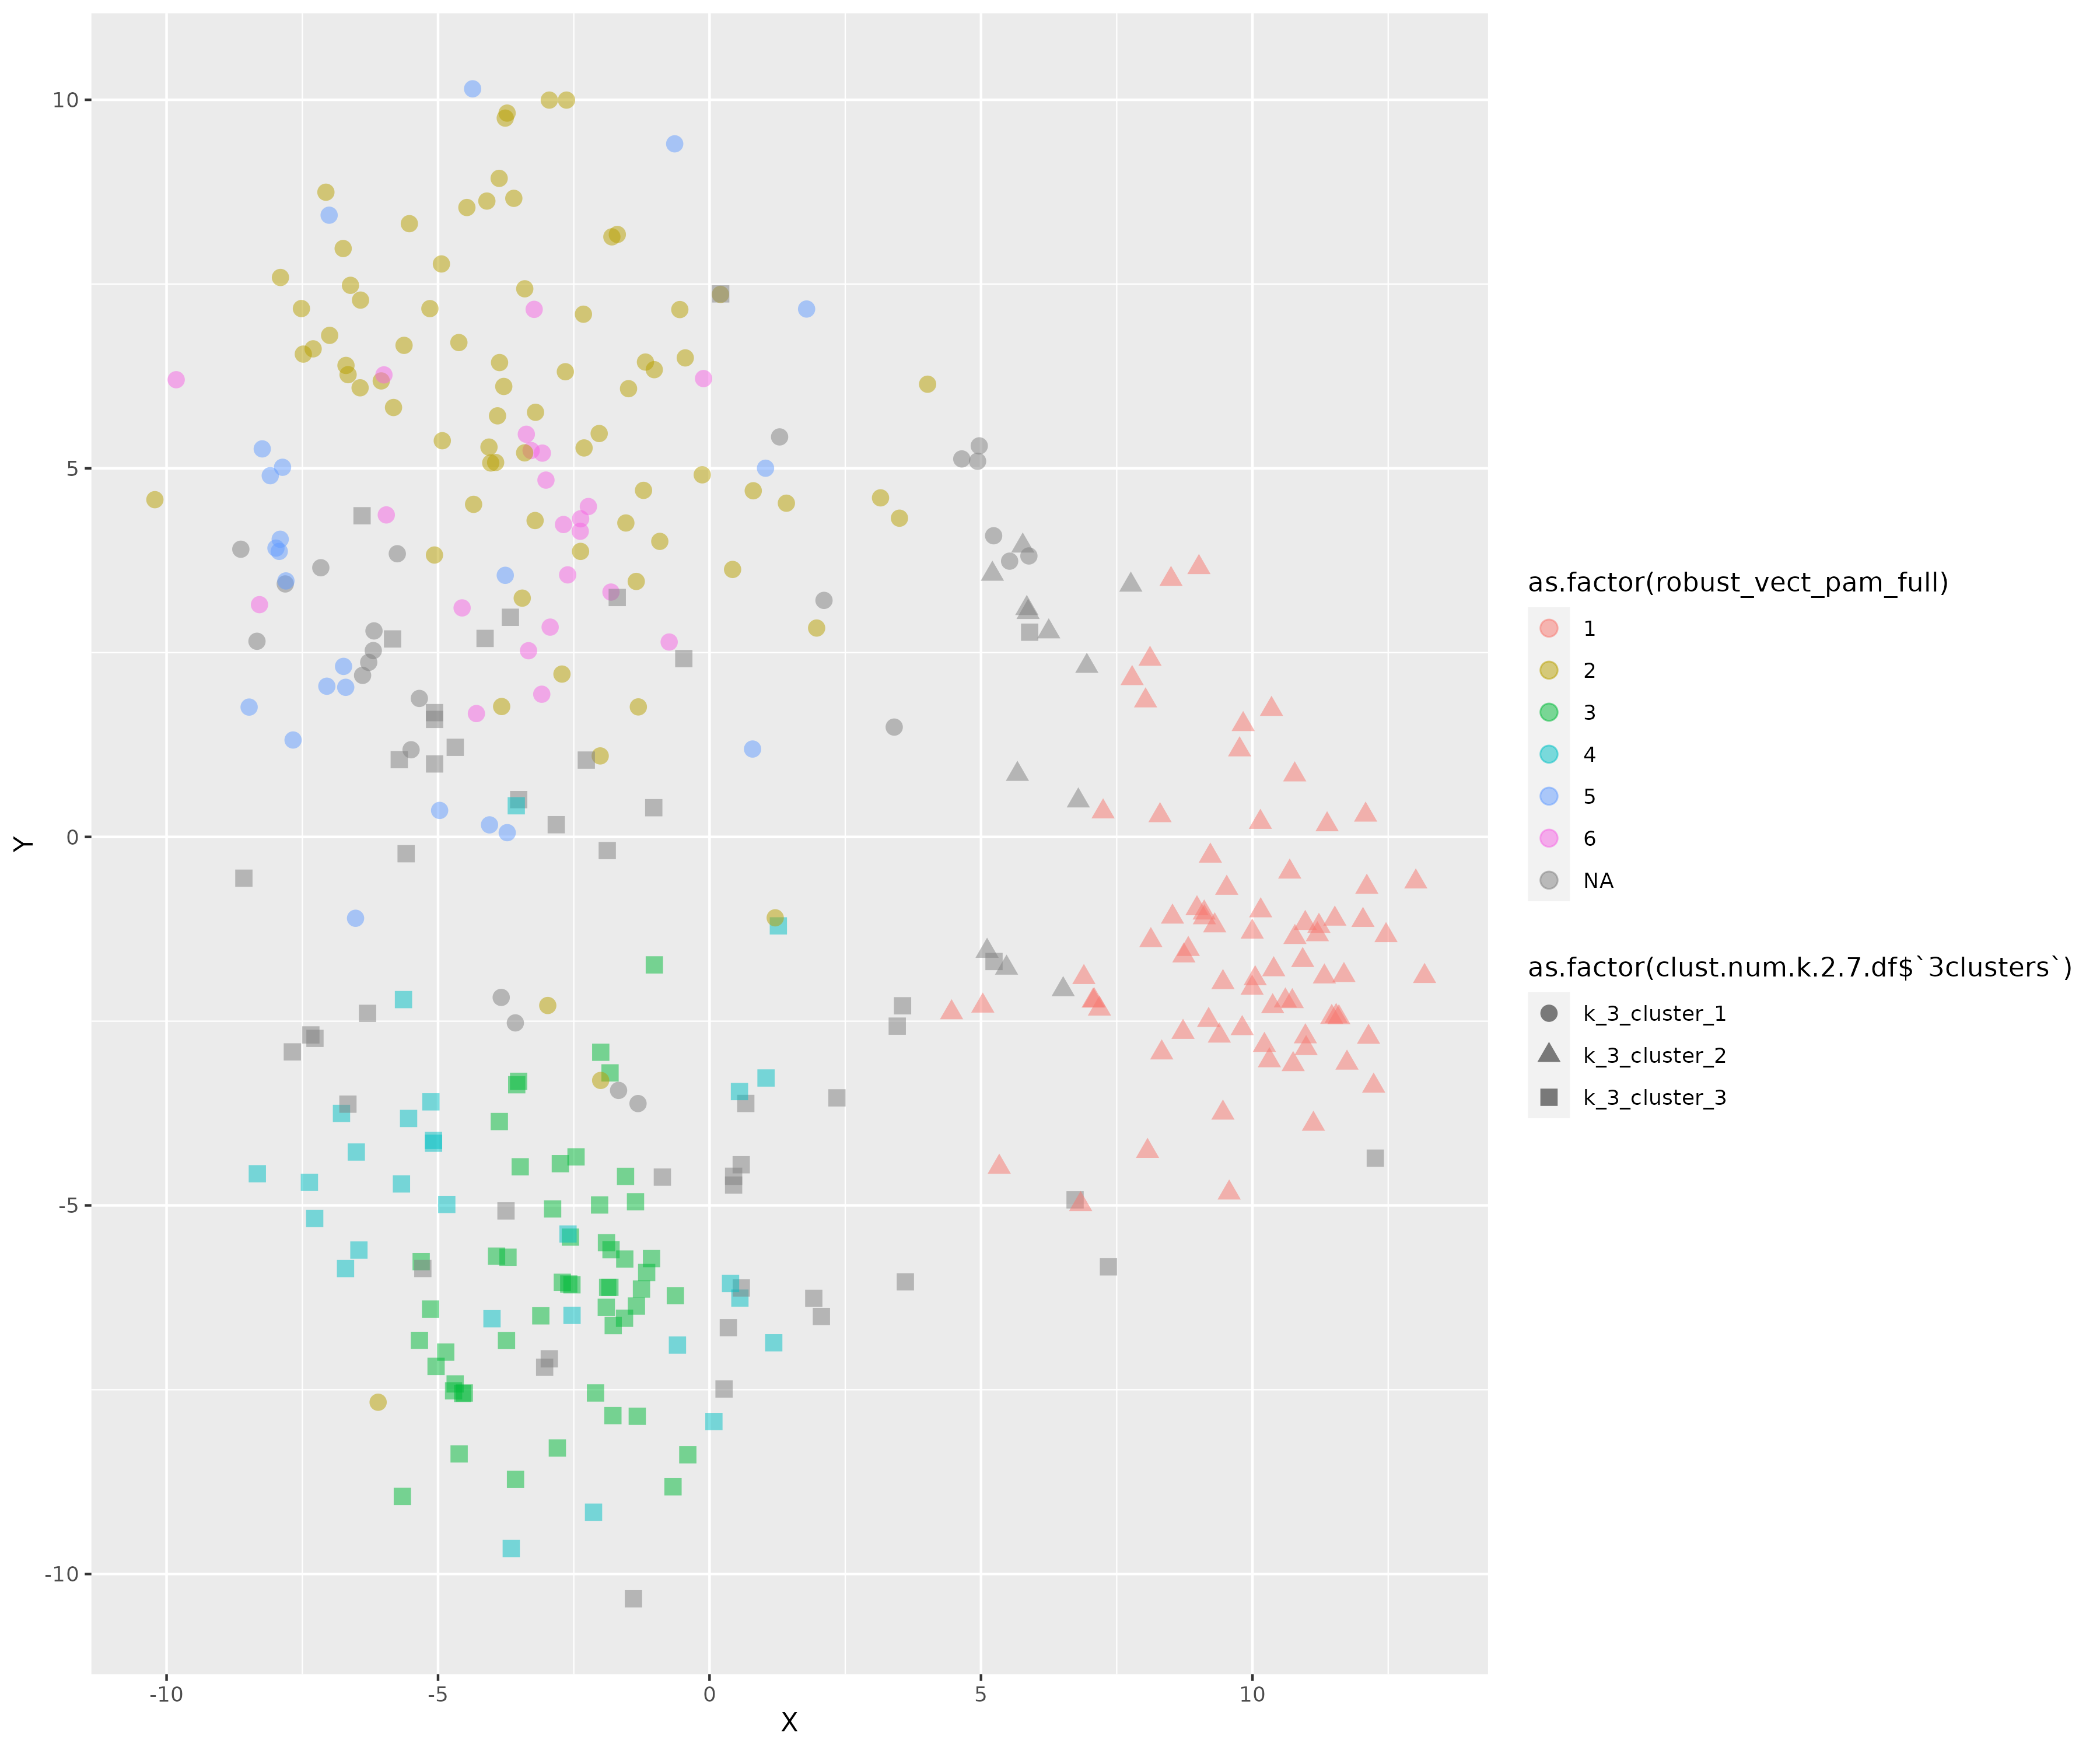 10
5
0
-5
-10
Y
-10
-5
0
5
10
X
as.factor(robust_vect_pam_full)
1
2
3
4
5
6
NA
as.factor(clust.num.k.2.7.df$`3clusters`)
k_3_cluster_1
k_3_cluster_2
k_3_cluster_3